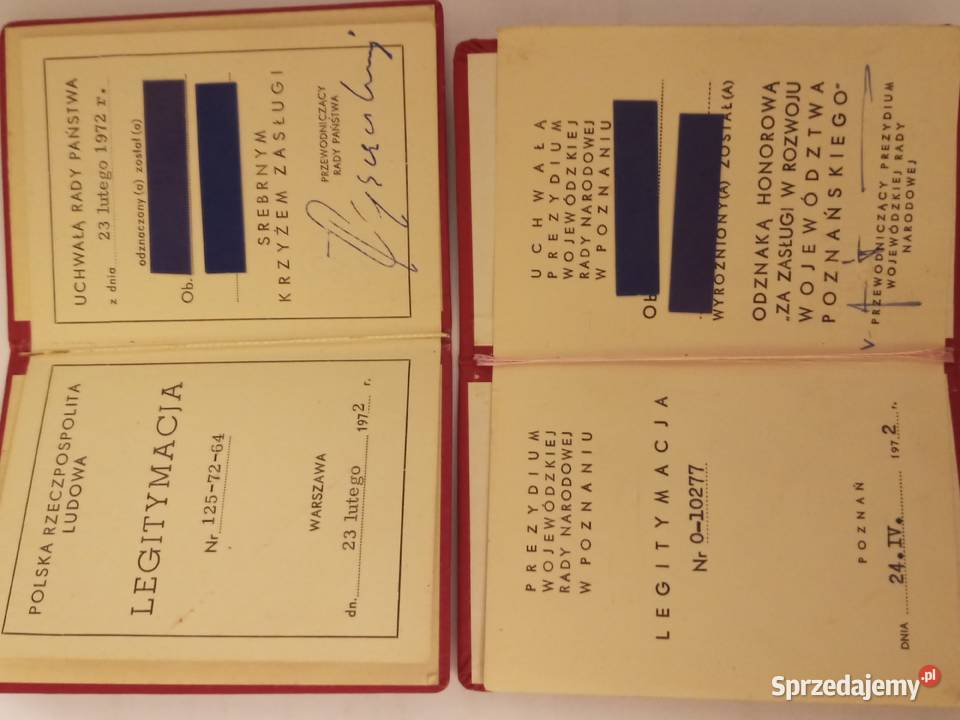 POLSKA RZECZPOSPOLITA
LUDOWA
LEGITYMACJA
Nr 125-72-64
WARSZAWA
dn. 23 lutego 1972 r.
UCHWAŁĄ RADY PAŃSTWA
z dnia 23 lutego 1972 r.
odznaczony(a) został(a)
Ob.
SREBRNYM
KRZYŻEM ZASŁUGI
PRZEWODNICZĄCY
RADY PAŃSTWA
PREZYDIUM
WOJEWÓDZKIEJ
RADY NARODOWEJ
W POZNANIU
LEGITYMACJA
Nr 0-10277
POZNAŃ
DNIA 24.IV. 1972 r.
UCHWAŁĄ
PREZYDIUM
WOJEWÓDZKIEJ
RADY NARODOWEJ
W POZNANIU
Ob
WYRÓŻNIONY(A) ZOSTAŁ(A)
ODZNAKĄ HONOROWĄ
„ZA ZASŁUGI W ROZWOJU
WOJEWÓDZTWA
POZNAŃSKIEGO"
PRZEWODNICZĄCY PREZYDIUM
WOJEWÓDZKIEJ RADY
NARODOWEJ
Sprzedajemy.pl